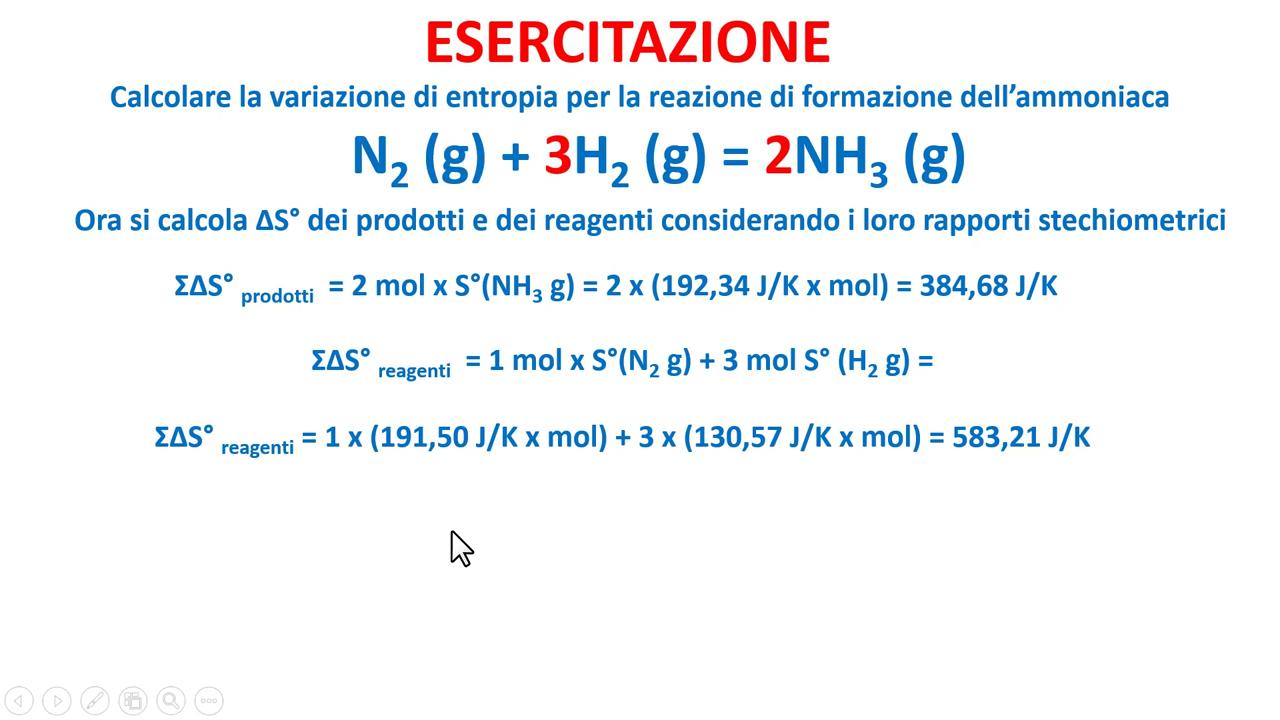 ESERCITAZIONE
Calcolare la variazione di entropia per la reazione di formazione dell’ammoniaca
N₂ (g) + 3H₂ (g) = 2NH₃ (g)
Ora si calcola ΔS° dei prodotti e dei reagenti considerando i loro rapporti stechiometrici
ΣΔS° prodotti = 2 mol x S°(NH₃ g) = 2 x (192,34 J/K x mol) = 384,68 J/K
ΣΔS° reagenti = 1 mol x S°(N₂ g) + 3 mol S° (H₂ g) =
ΣΔS° reagenti = 1 x (191,50 J/K x mol) + 3 x (130,57 J/K x mol) = 583,21 J/K